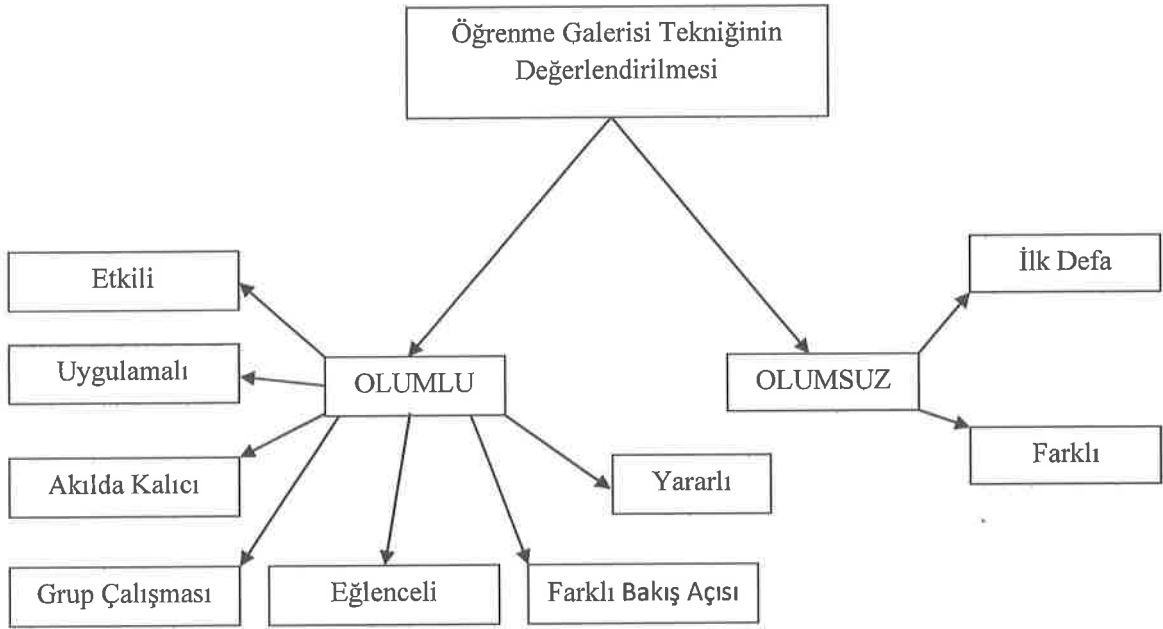 Öğrenme Galerisi Tekniğinin
Değerlendirilmesi
İlk Defa
Etkili
Uygulamalı
OLUMLU
OLUMSUZ
Farklı
Akılda Kalıcı
Yararlı
Grup Çalışması
Eğlenceli
Farklı Bakış Açısı